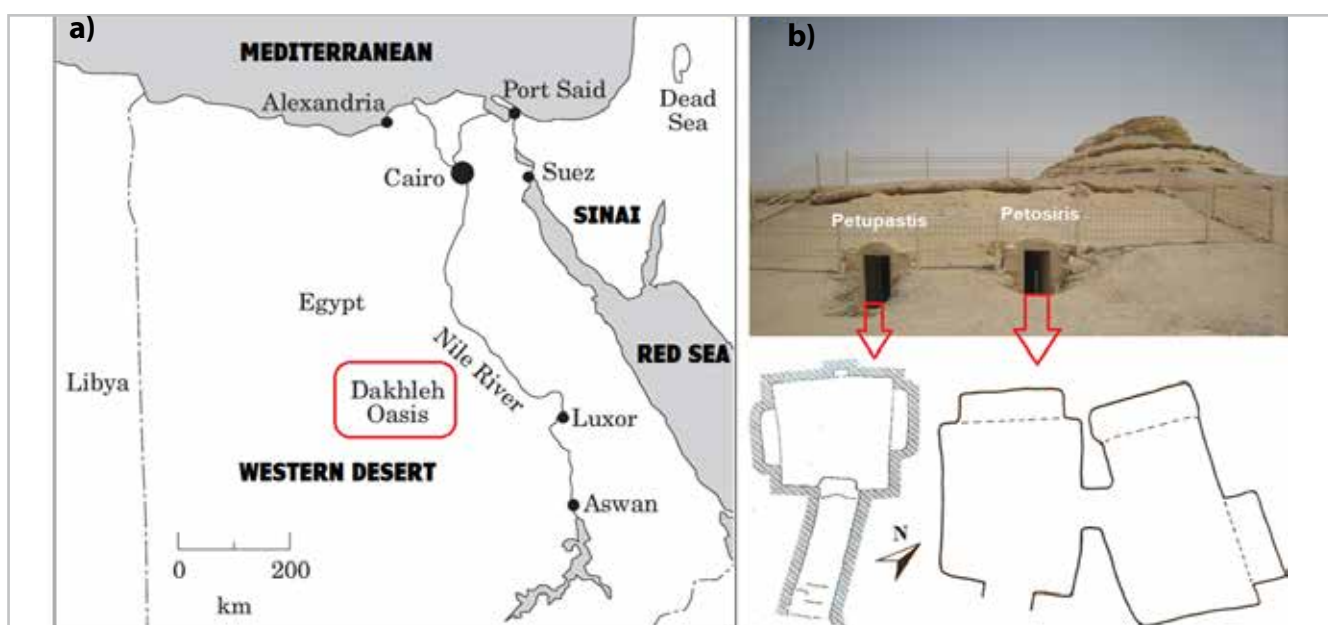 a)
MEDITERRANEAN
Alexandria
Port Said
Dead
Sea
Cairo
Suez
SINAI
Egypt
Nile River
RED SEA
Libya
Dakhleh
Oasis
Luxor
WESTERN DESERT
Aswan
0 200
km
b)
Petupastis
Petosiris
N